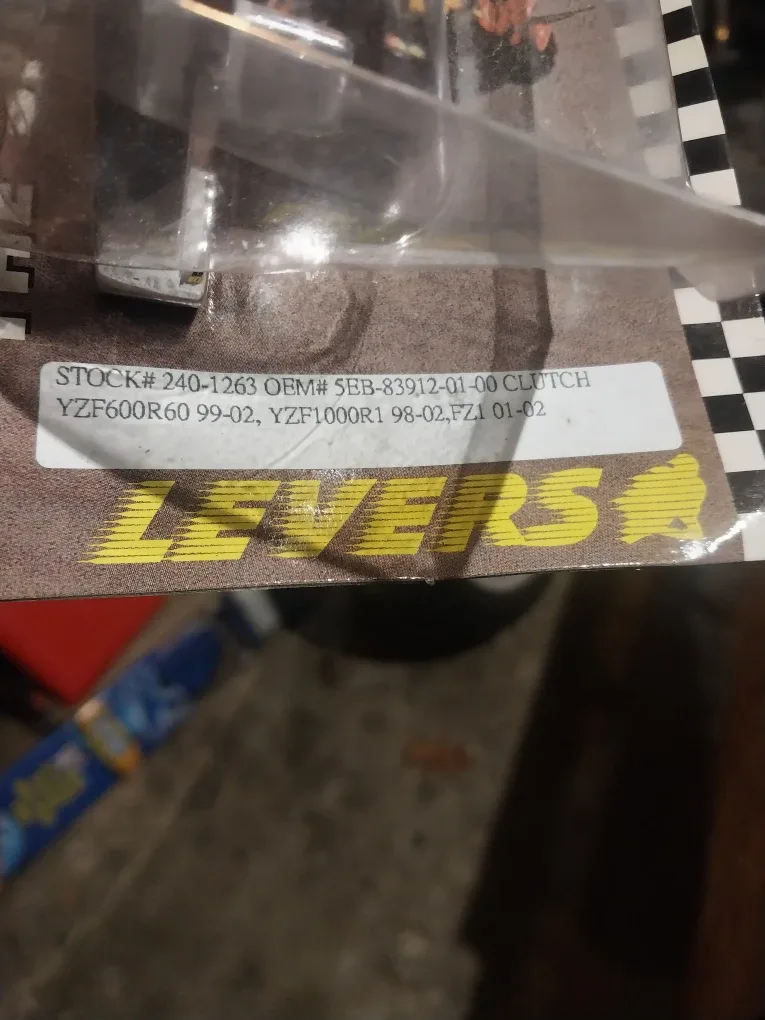 STOCK# 240-1263 OEM# 5EB-83912-01-00 CLUTCH
YZF600R60 99-02, YZF1000R1 98-02,FZ1 01-02
LEVERS